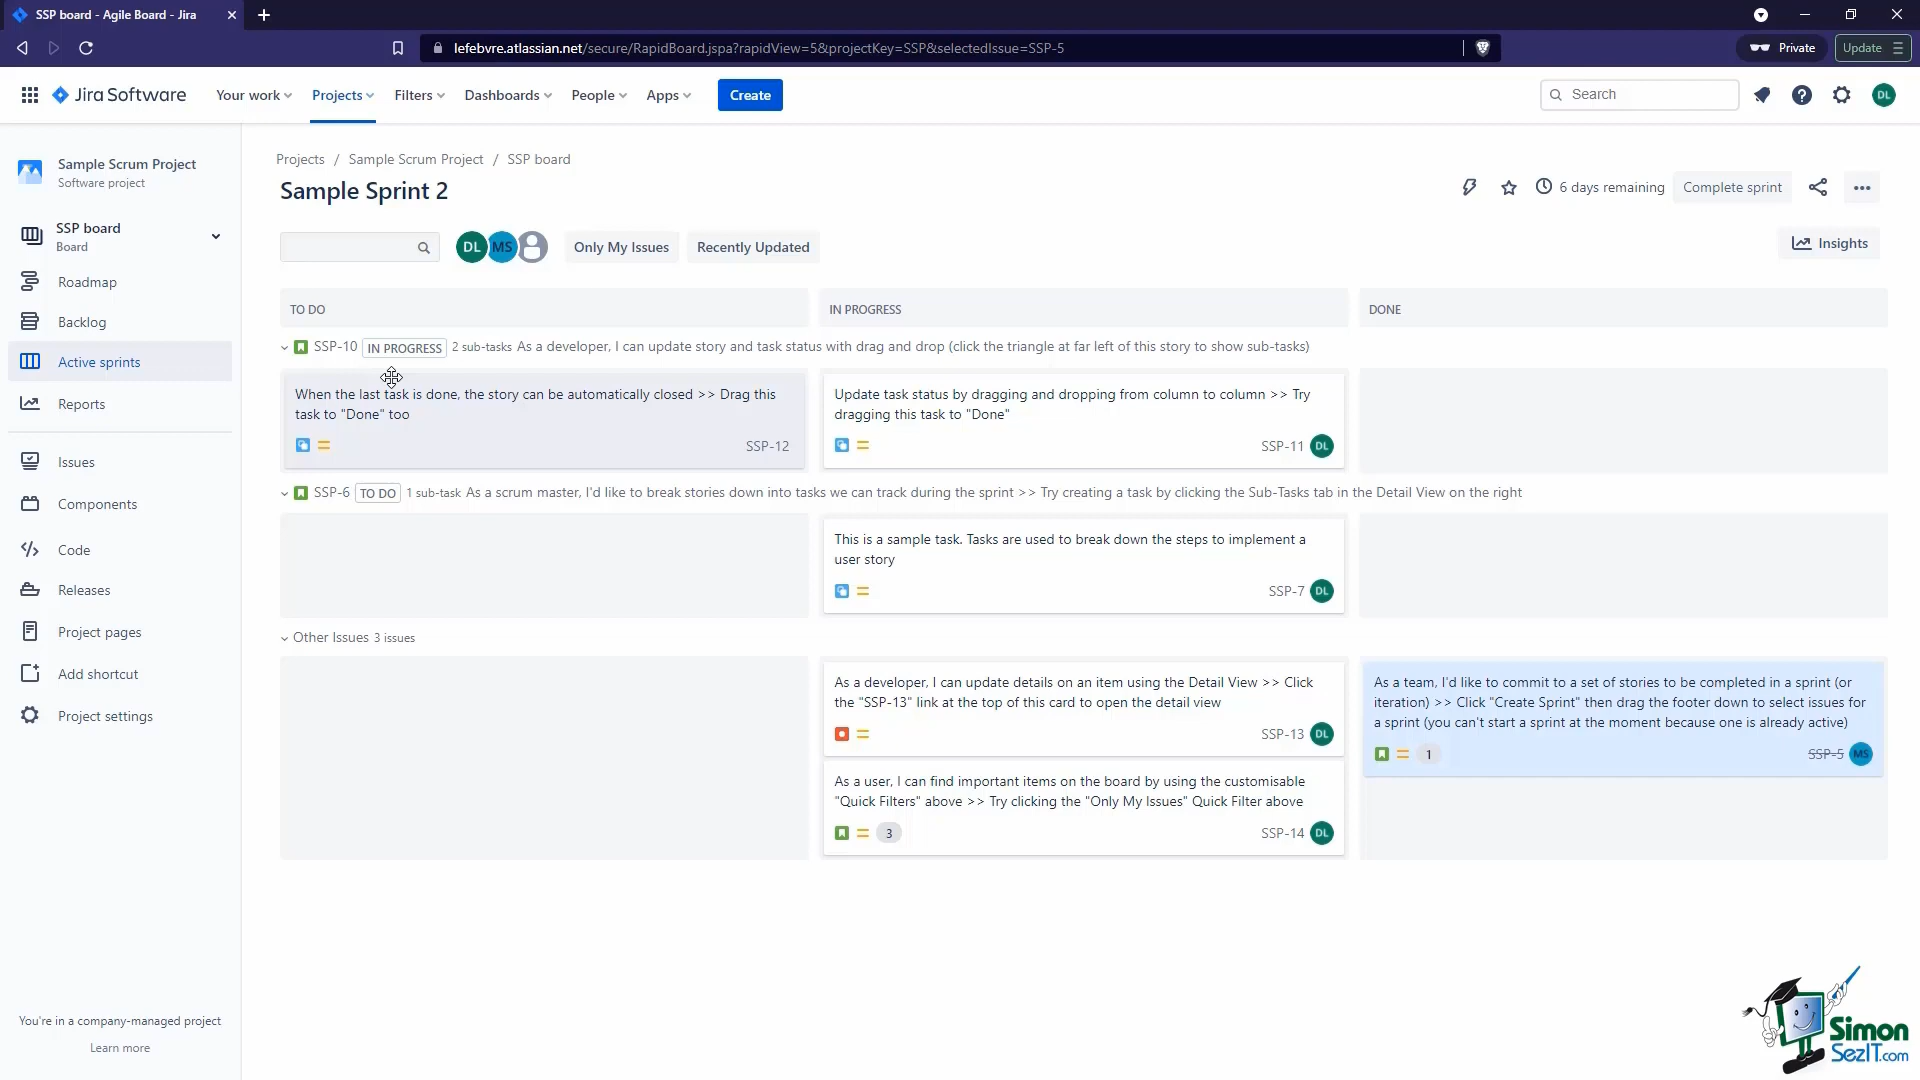 SSP board - Agile Board - Jira
lefebvre.atlassian.net/secure/RapidBoard.jspa?rapidView=5&projectKey=SSP&selectedIssue=SSP-5
Private
Update
Jira Software
Your work
Projects
Filters
Dashboards
People
Apps
Create
Search
DL
Sample Scrum Project
Software project
SSP board
Board
Roadmap
Backlog
Active sprints
Reports
Issues
Components
Code
Releases
Project pages
Add shortcut
Project settings
You're in a company-managed project
Learn more
Projects / Sample Scrum Project / SSP board
Sample Sprint 2
6 days remaining
Complete sprint
DL MS
Only My Issues
Recently Updated
Insights
TO DO
IN PROGRESS
DONE
SSP-10 IN PROGRESS 2 sub-tasks As a developer, I can update story and task status with drag and drop (click the triangle at far left of this story to show sub-tasks)
When the last task is done, the story can be automatically closed >> Drag this
task to "Done" too
SSP-12
Update task status by dragging and dropping from column to column >> Try
dragging this task to "Done"
SSP-11 DL
SSP-6 TO DO 1 sub-task As a scrum master, I'd like to break stories down into tasks we can track during the sprint >> Try creating a task by clicking the Sub-Tasks tab in the Detail View on the right
This is a sample task. Tasks are used to break down the steps to implement a
user story
SSP-7 DL
Other Issues 3 issues
As a developer, I can update details on an item using the Detail View >> Click
the "SSP-13" link at the top of this card to open the detail view
SSP-13 DL
As a user, I can find important items on the board by using the customisable
"Quick Filters" above >> Try clicking the "Only My Issues" Quick Filter above
3 SSP-14 DL
As a team, I'd like to commit to a set of stories to be completed in a sprint (or
iteration) >> Click "Create Sprint" then drag the footer down to select issues for
a sprint (you can't start a sprint at the moment because one is already active)
1 SSP-5 MS
Simon
SezIT.com